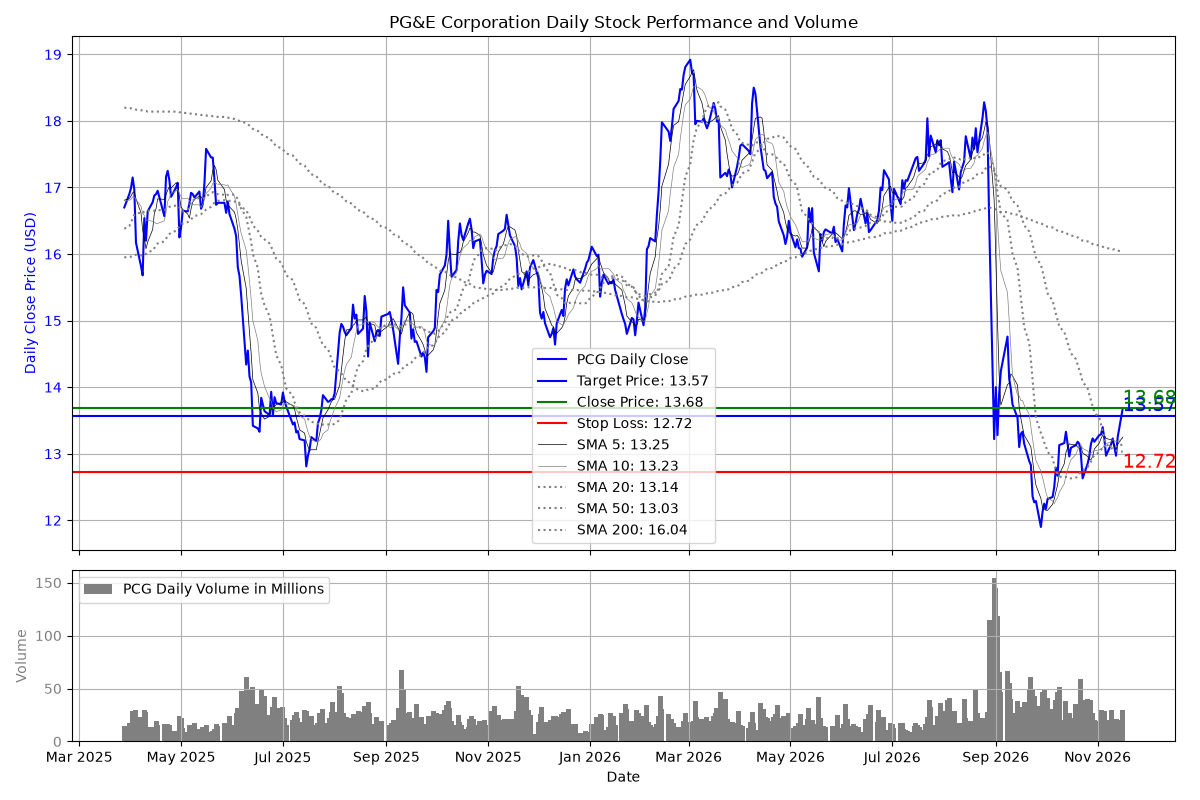 PG&E Corporation Daily Stock Performance and Volume
Daily Close Price (USD)
19
18
17
16
15
14
13
12
13.68
13.57
12.72
PCG Daily Close
Target Price: 13.57
Close Price: 13.68
Stop Loss: 12.72
SMA 5: 13.25
SMA 10: 13.23
SMA 20: 13.14
SMA 50: 13.03
SMA 200: 16.04
Volume
150
100
50
0
PCG Daily Volume in Millions
Mar 2025 May 2025 Jul 2025 Sep 2025 Nov 2025 Jan 2026 Mar 2026 May 2026 Jul 2026 Sep 2026 Nov 2026
Date